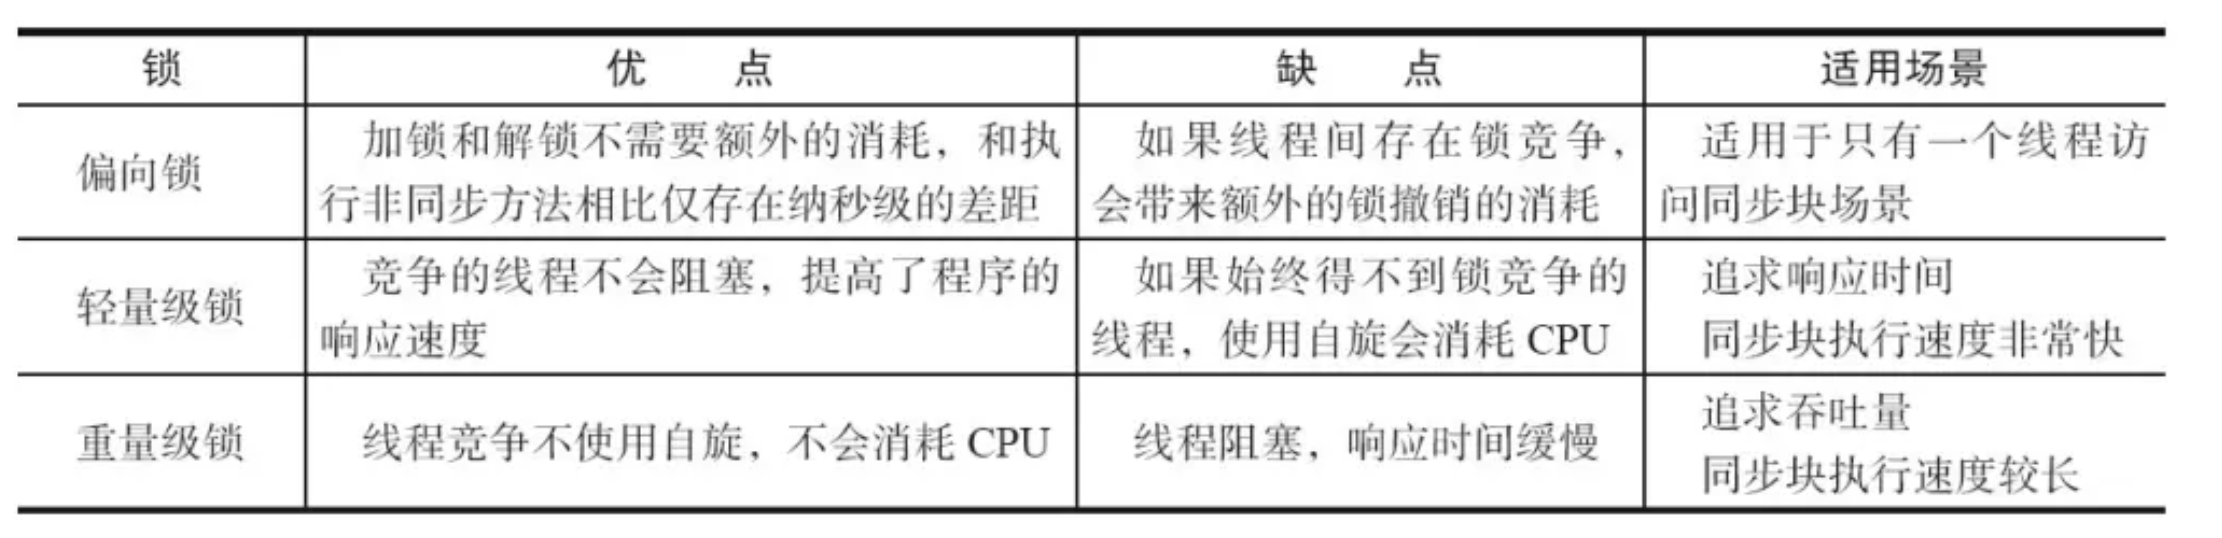 锁 优 点 缺 点 适用场景
偏向锁
加锁和解锁不需要额外的消耗，和执
行非同步方法相比仅存在纳秒级的差距
如果线程间存在锁竞争，
会带来额外的锁撤销的消耗
适用于只有一个线程访
问同步块场景
轻量级锁
竞争的线程不会阻塞，提高了程序的
响应速度
如果始终得不到锁竞争的
线程，使用自旋会消耗 CPU
追求响应时间
同步块执行速度非常快
重量级锁
线程竞争不使用自旋，不会消耗 CPU
线程阻塞，响应时间缓慢
追求吞吐量
同步块执行速度较长